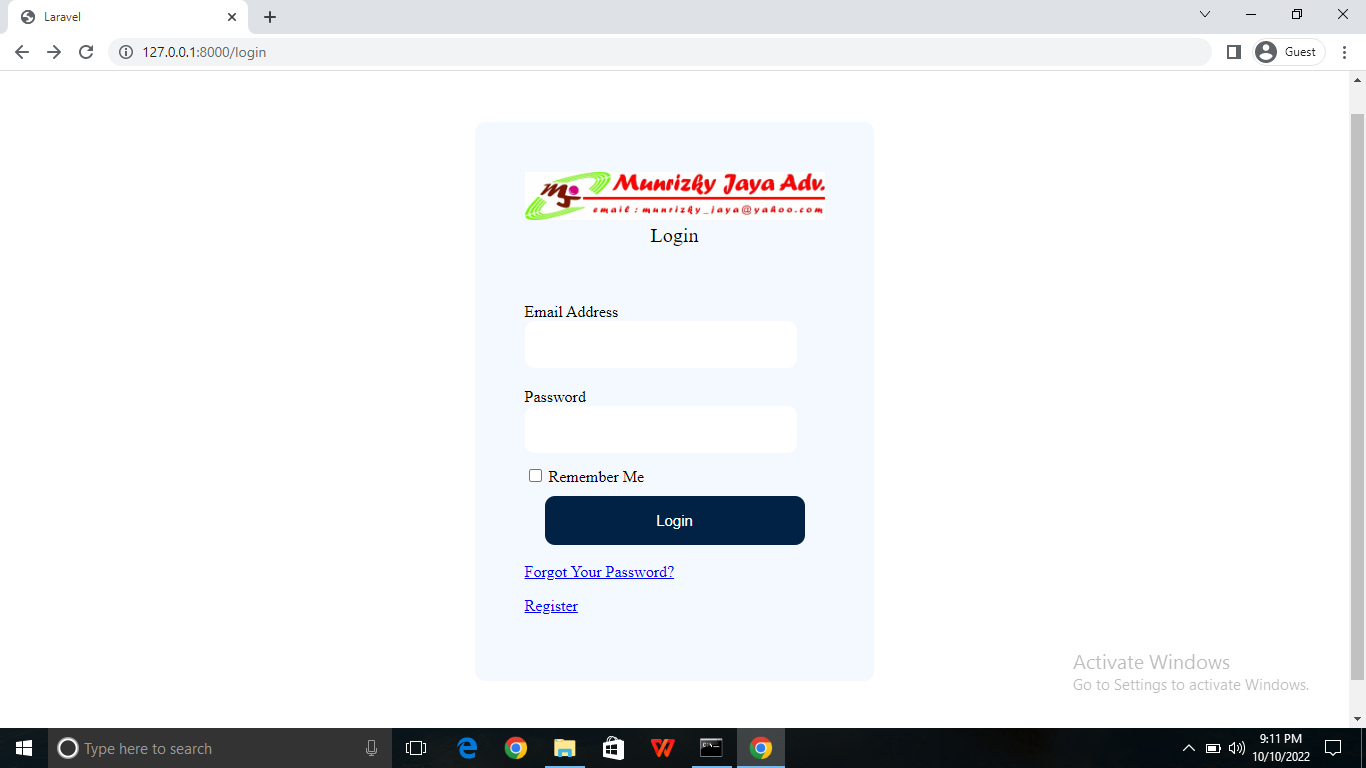 Laravel
127.0.0.1:8000/login
Guest
MJ
Munrizky Jaya Adv.
email : munrizky_jaya@yahoo.com
Login
Email Address
Password
Remember Me
Login
Forgot Your Password?
Register
Activate Windows
Go to Settings to activate Windows.
Type here to search
9:11 PM
10/10/2022